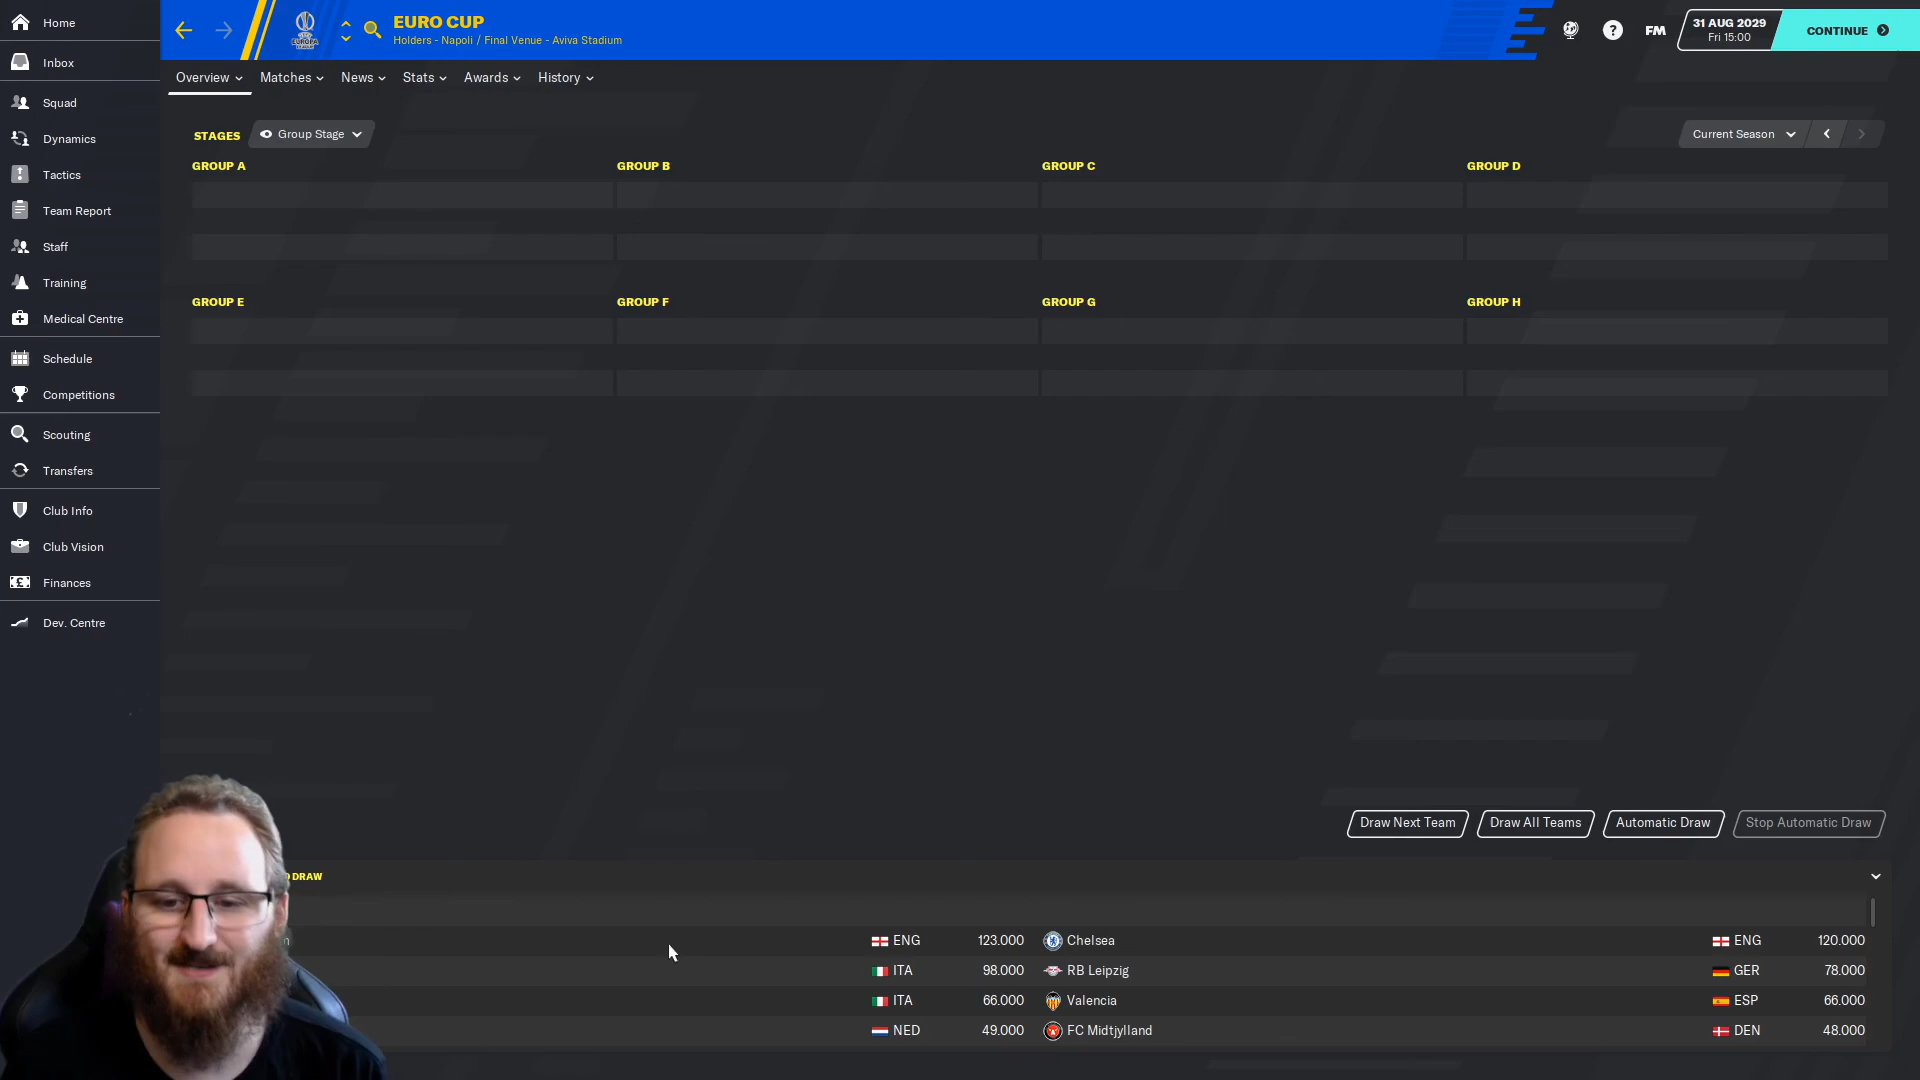 Home
EURO CUP
Holders - Napoli / Final Venue - Aviva Stadium
EUROPA
FM
31 AUG 2029
Fri 15:00
CONTINUE
Inbox
Overview Matches News Stats Awards History
Squad
Dynamics
Tactics
Team Report
Staff
Training
Medical Centre
Schedule
Competitions
Scouting
Transfers
Club Info
Club Vision
Finances
Dev. Centre
STAGES Group Stage Current Season
GROUP A GROUP B GROUP C GROUP D
GROUP E GROUP F GROUP G GROUP H
Draw Next Team Draw All Teams Automatic Draw Stop Automatic Draw
DRAW
ENG 123.000 Chelsea ENG 120.000
ITA 98.000 RB Leipzig GER 78.000
ITA 66.000 Valencia ESP 66.000
NED 49.000 FC Midtjylland DEN 48.000